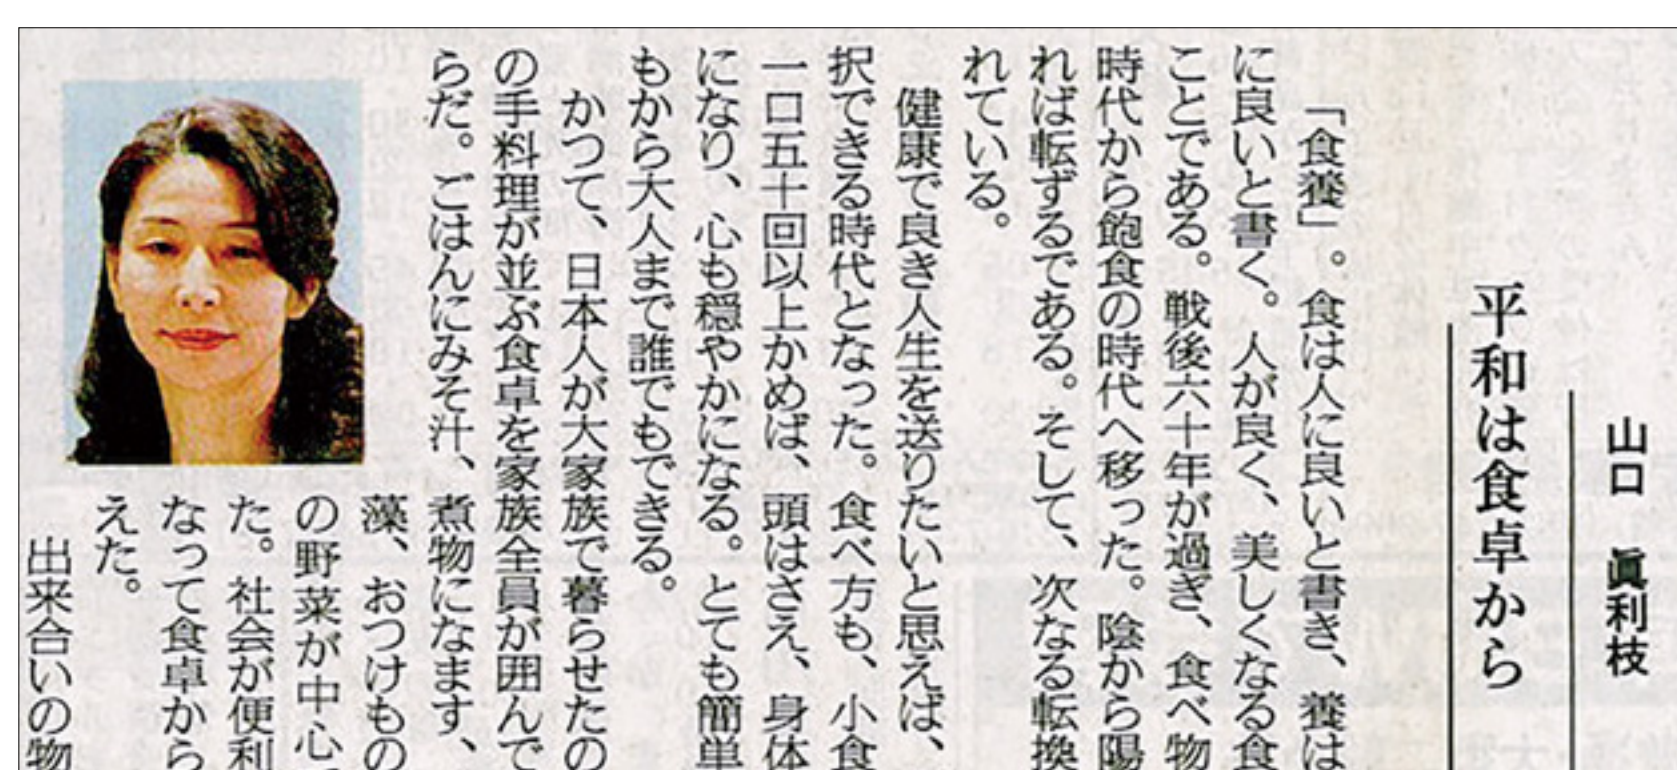 山口 眞利枝
平和は食卓から
「食養」。食は人に良いと書き、養は
に良いと書く。人が良く、美しくなる食
ことである。戦後六十年が過ぎ、食べ物
時代から飽食の時代へ移った。陰から陽
れば転ずるである。そして、次なる転換
れている。
健康で良き人生を送りたいと思えば、
択できる時代となった。食べ方も、小食
一口五十回以上かめば、頭はさえ、身体
になり、心も穏やかになる。とても簡単
もから大人まで誰でもできる。
かつて、日本人が大家族で暮らせたの
の手料理が並ぶ食卓を家族全員が囲んで
らだ。ごはんにみそ汁、煮物になます、
藻、おつけもの
の野菜が中心
た。社会が便利
なって食卓から
えた。
出来合いの物